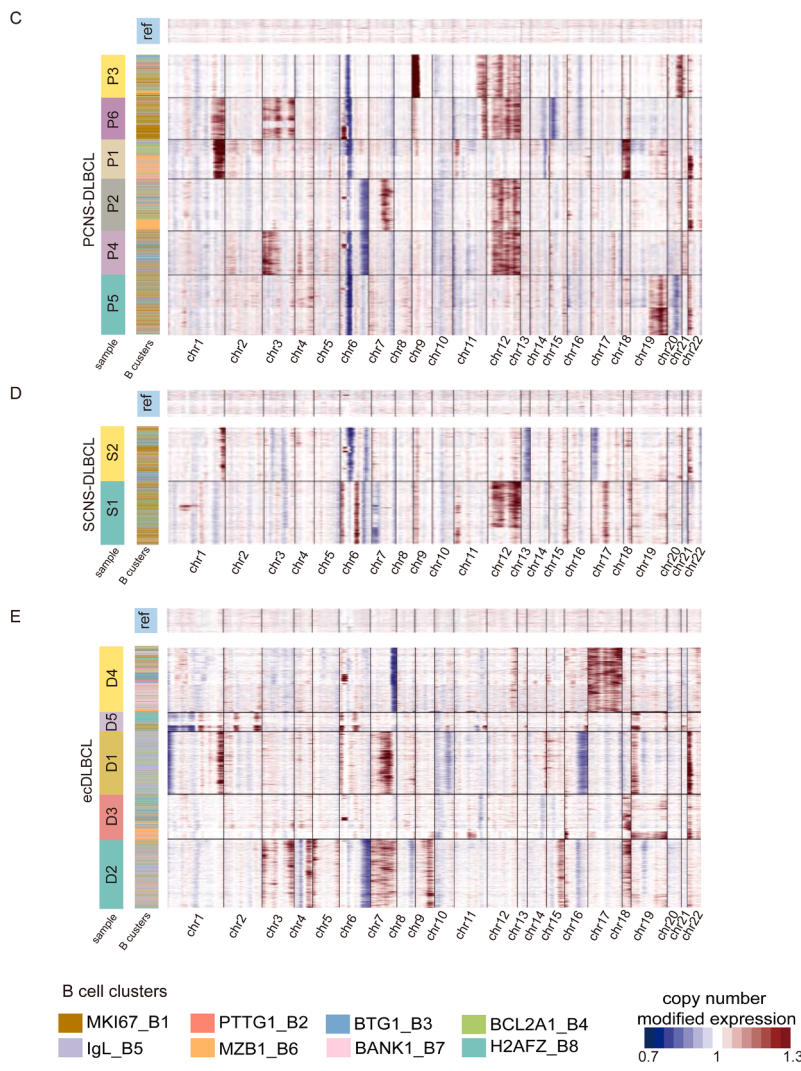 C
ref
P3
P6
P1
P2
P4
P5
PCNS-DLBCL
sample
B custers
chr1 chr2 chr3 chr4 chr5 chr6 chr7 chr8 chr9 chr10 chr11 chr12 chr13 chr14 chr15 chr16 chr17 chr18 chr19 chr20 chr21 chr22
D
ref
S2
S1
SCNS-DLBCL
sample
B custers
chr1 chr2 chr3 chr4 chr5 chr6 chr7 chr8 chr9 chr10 chr11 chr12 chr13 chr14 chr15 chr16 chr17 chr18 chr19 chr20 chr21 chr22
E
ref
D4
D5
D1
D3
D2
ecDLBCL
sample
B custers
chr1 chr2 chr3 chr4 chr5 chr6 chr7 chr8 chr9 chr10 chr11 chr12 chr13 chr14 chr15 chr16 chr17 chr18 chr19 chr20 chr21 chr22
B cell clusters
MKI67_B1 PTTG1_B2 BTG1_B3 BCL2A1_B4
IgL_B5 MZB1_B6 BANK1_B7 H2AFZ_B8
copy number
modified expression
0.7 1 1.3